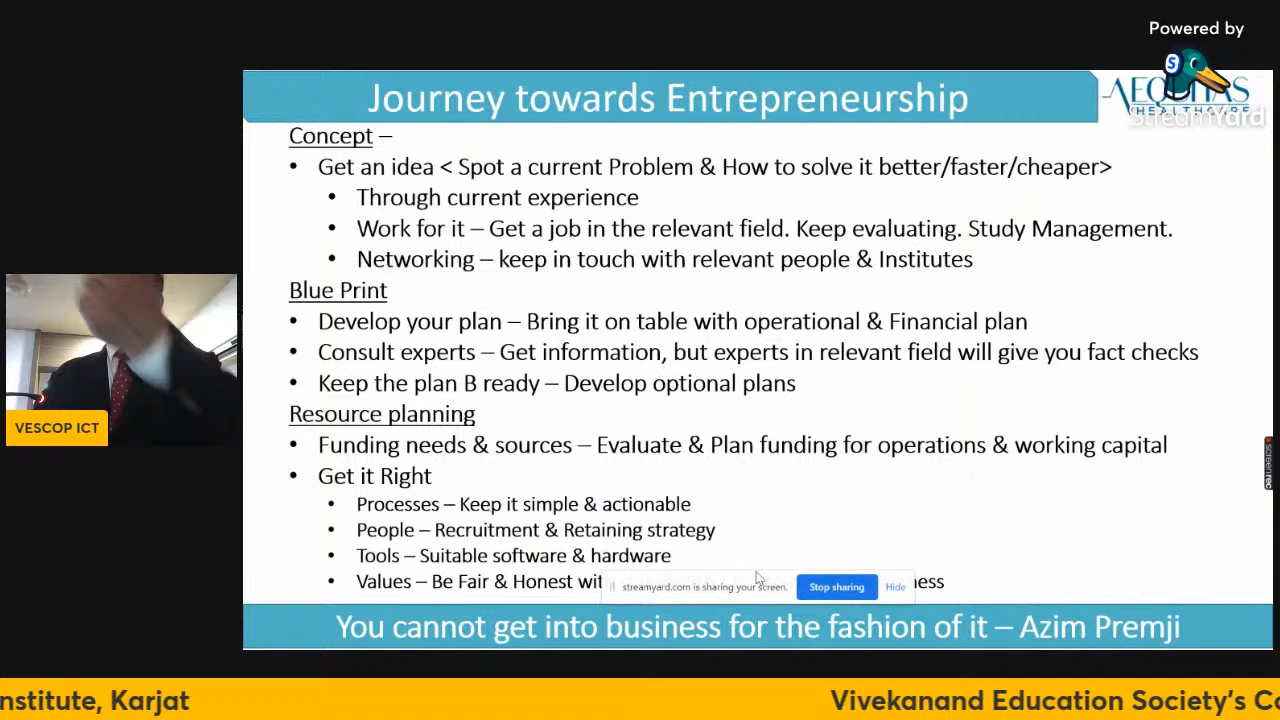 Powered by
S
StreamYard
Journey towards Entrepreneurship
AEQUITAS
HEALTHCARE
Concept –
• Get an idea < Spot a current Problem & How to solve it better/faster/cheaper>
• Through current experience
• Work for it – Get a job in the relevant field. Keep evaluating. Study Management.
• Networking – keep in touch with relevant people & Institutes
Blue Print
• Develop your plan – Bring it on table with operational & Financial plan
• Consult experts – Get information, but experts in relevant field will give you fact checks
• Keep the plan B ready – Develop optional plans
Resource planning
• Funding needs & sources – Evaluate & Plan funding for operations & working capital
• Get it Right
• Processes – Keep it simple & actionable
• People – Recruitment & Retaining strategy
• Tools – Suitable software & hardware
• Values – Be Fair & Honest wit ness
streamyard.com is sharing your screen.
Stop sharing
Hide
You cannot get into business for the fashion of it – Azim Premji
VESCOP ICT
screenrec
nstitute, Karjat
Vivekanand Education Society's Co